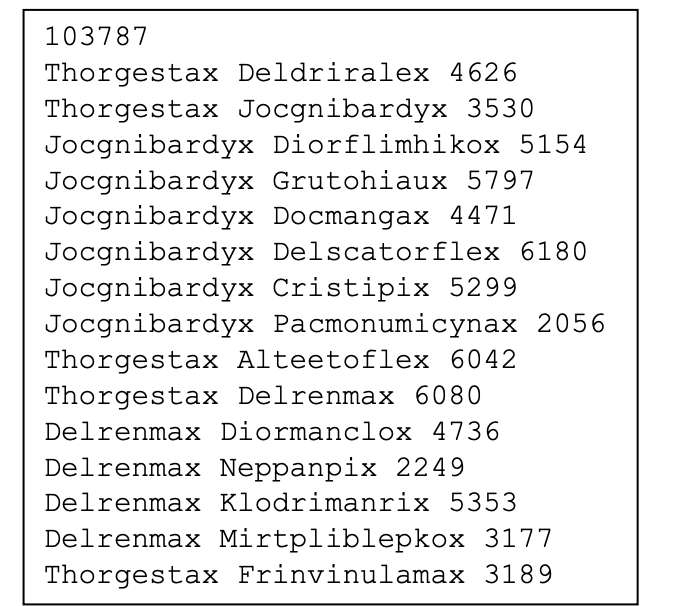 103787
Thorgestax Deldriralex 4626
Thorgestax Jocgnibardyx 3530
Jocgnibardyx Diorflimhikox 5154
Jocgnibardyx Grutohiaux 5797
Jocgnibardyx Docmangax 4471
Jocgnibardyx Delscatorflex 6180
Jocgnibardyx Cristipix 5299
Jocgnibardyx Pacmonumicynax 2056
Thorgestax Alteetoflex 6042
Thorgestax Delrenmax 6080
Delrenmax Diormanclox 4736
Delrenmax Neppanpix 2249
Delrenmax Klodrimanrix 5353
Delrenmax Mirtpliblepkox 3177
Thorgestax Frinvinulamax 3189